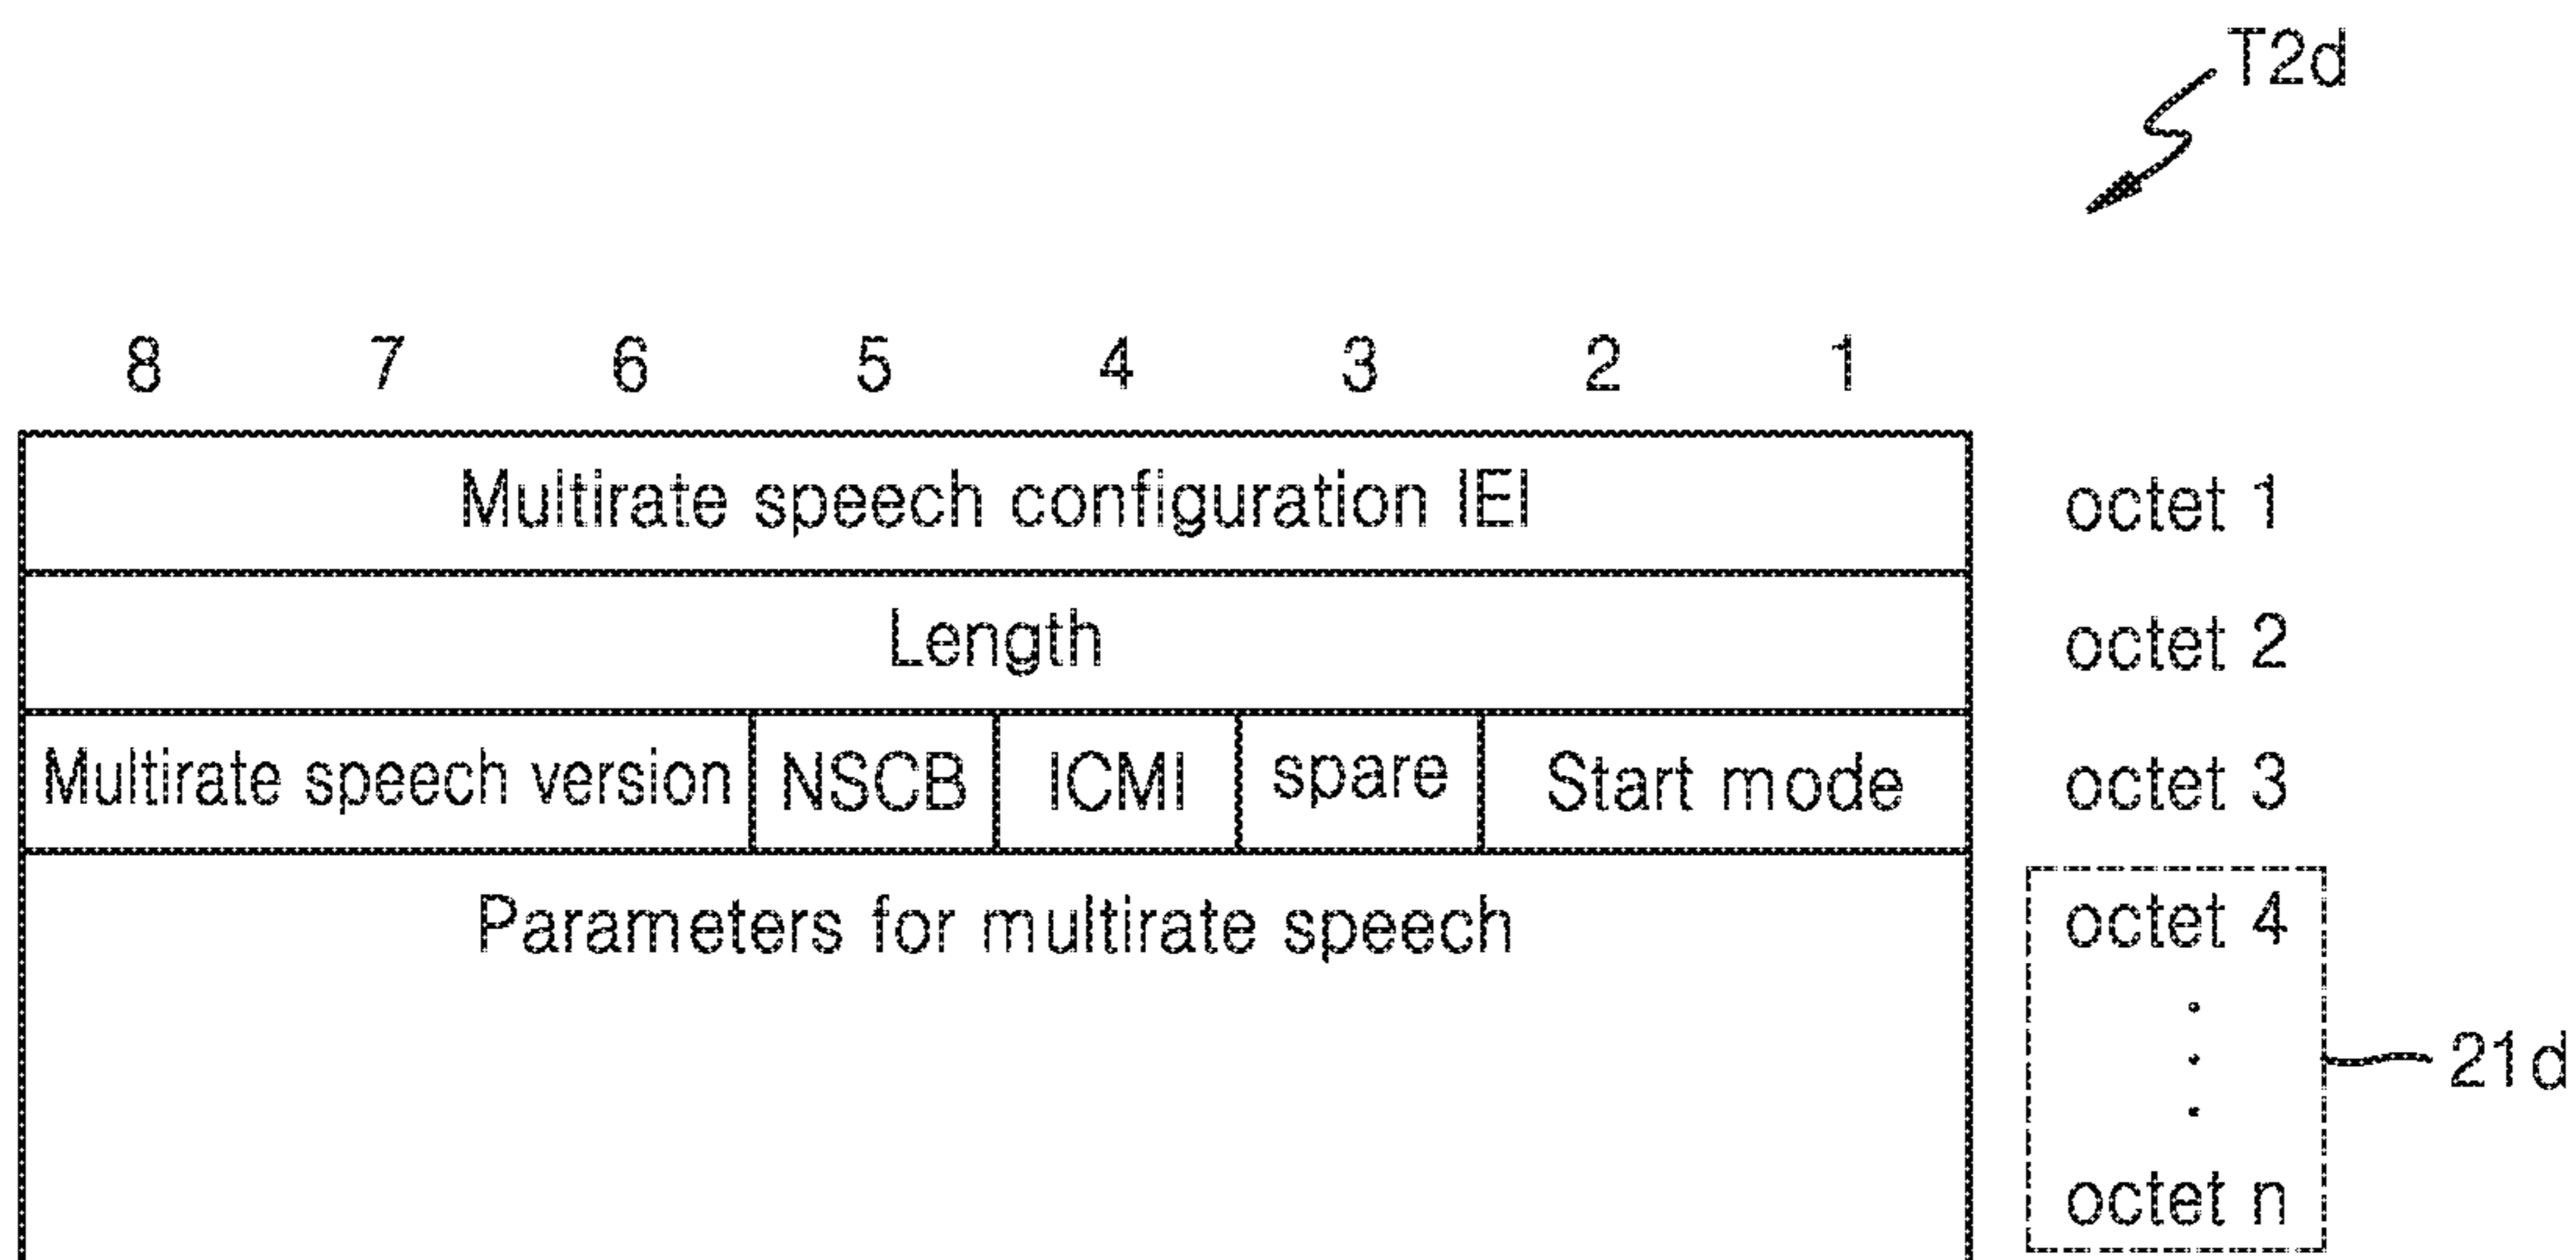 T2d
8 7 6 5 4 3 2 1
Multirate speech configuration IEI octet 1
Length octet 2
Multirate speech version NSCB ICMI spare Start mode octet 3
Parameters for multirate speech octet 4
21d
octet n